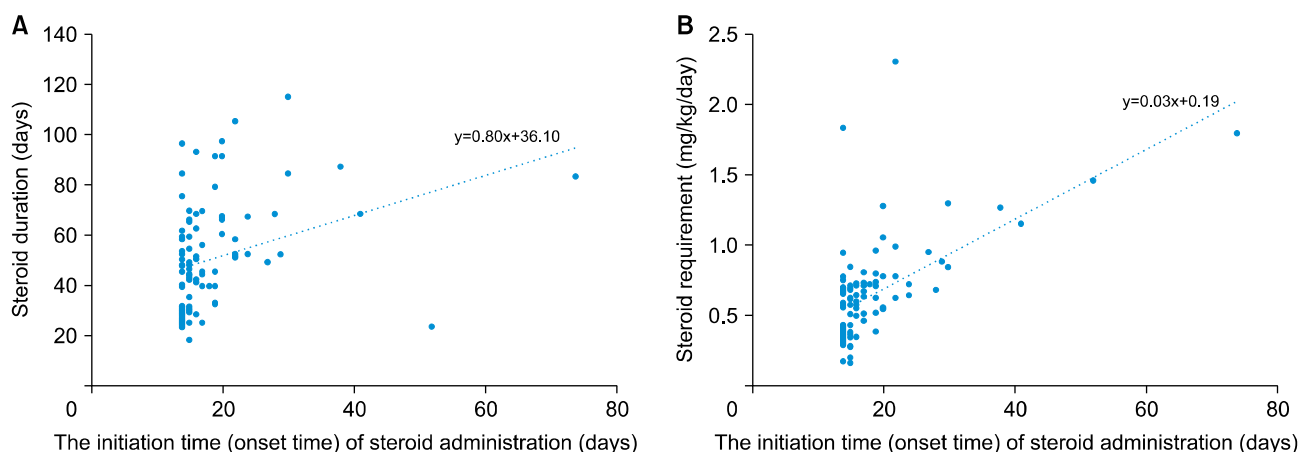 A
Steroid duration (days)
140
120
100
80
60
40
20
0
20
40
60
80
y=0.80x+36.10
The initiation time (onset time) of steroid administration (days)
B
Steroid requirement (mg/kg/day)
2.5
2.0
1.5
1.0
0.5
0
20
40
60
80
y=0.03x+0.19
The initiation time (onset time) of steroid administration (days)